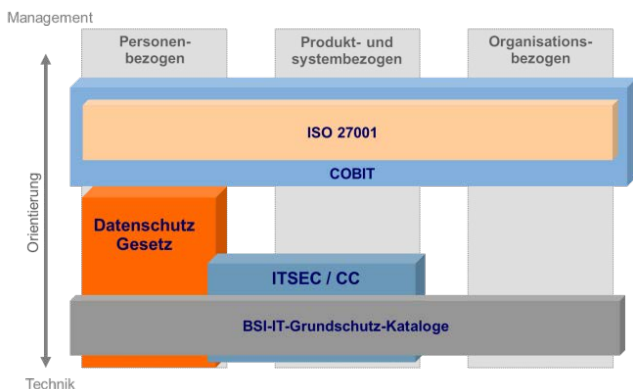 Management
Personen-
bezogen
Produkt- und
systembezogen
Organisations-
bezogen
Orientierung
ISO 27001
COBIT
Datenschutz
Gesetz
ITSEC / CC
BSI-IT-Grundschutz-Kataloge
Technik